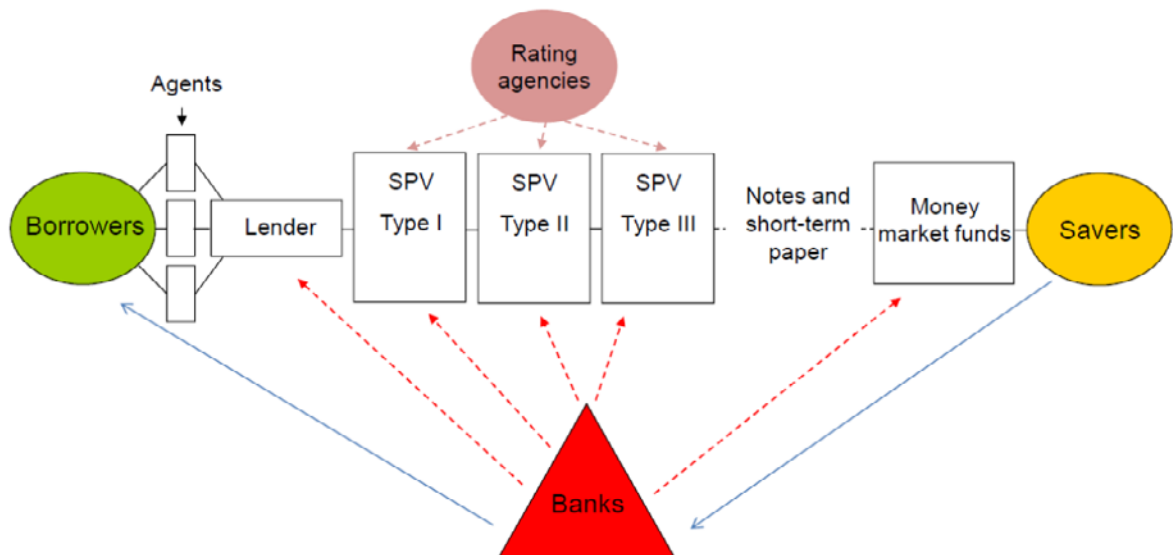 Rating
agencies
Agents
Borrowers
Lender
SPV
Type I
SPV
Type II
SPV
Type III
Notes and
short-term
paper
Money
market funds
Savers
Banks